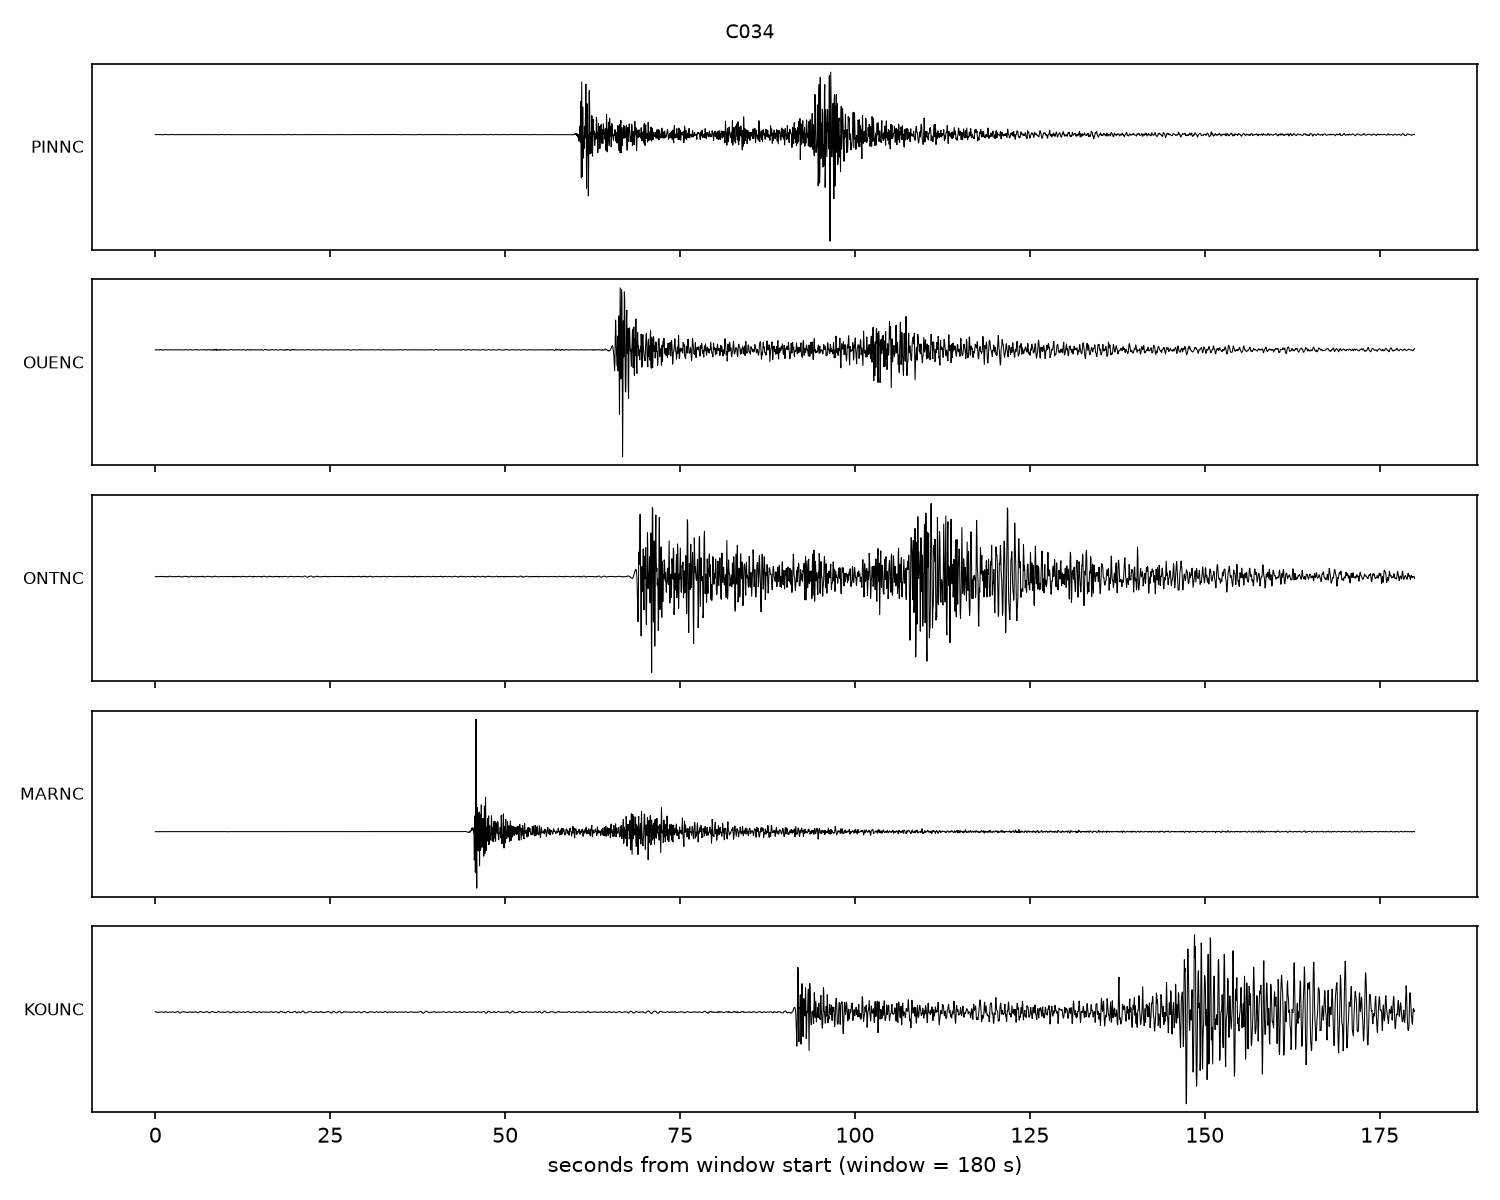 C034
PINNC
OUENC
ONTNC
MARNC
KOUNC
0 25 50 75 100 125 150 175
seconds from window start (window = 180 s)